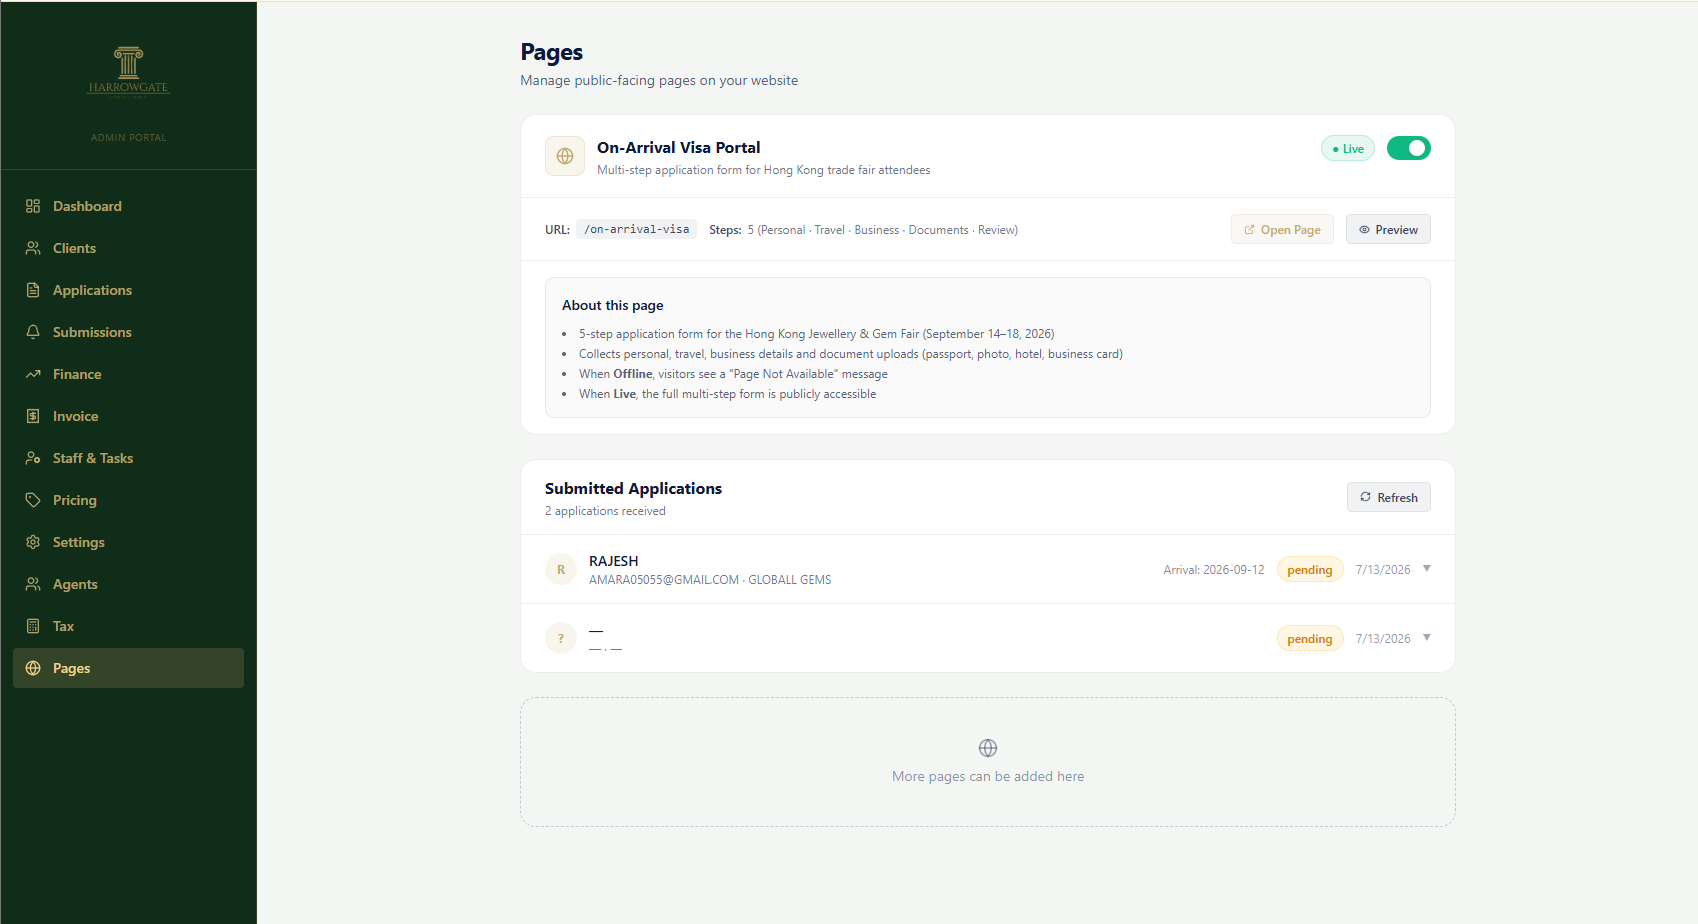 HARROWGATE
ADMIN PORTAL
Dashboard
Clients
Applications
Submissions
Finance
Invoice
Staff & Tasks
Pricing
Settings
Agents
Tax
Pages
Pages
Manage public-facing pages on your website
On-Arrival Visa Portal
Multi-step application form for Hong Kong trade fair attendees
• Live
URL: /on-arrival-visa Steps: 5 (Personal · Travel · Business · Documents · Review)
Open Page
Preview
About this page
• 5-step application form for the Hong Kong Jewellery & Gem Fair (September 14–18, 2026)
• Collects personal, travel, business details and document uploads (passport, photo, hotel, business card)
• When Offline, visitors see a "Page Not Available" message
• When Live, the full multi-step form is publicly accessible
Submitted Applications
2 applications received
Refresh
R
RAJESH
AMARA05055@GMAIL.COM · GLOBALL GEMS
Arrival: 2026-09-12 pending 7/13/2026 ▼
?
—
— · —
pending 7/13/2026 ▼
More pages can be added here